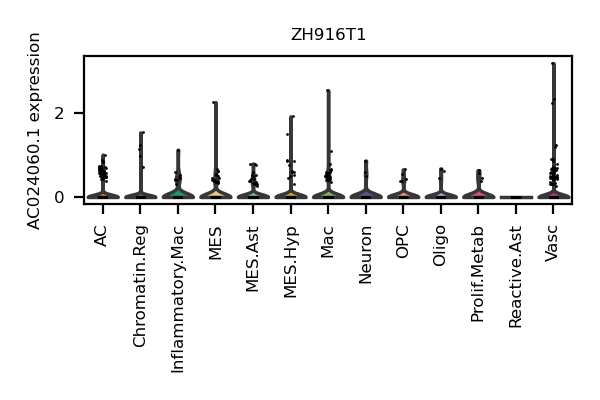 ZH916T1
AC024060.1 expression
2
0
AC
Chromatin.Reg
Inflammatory.Mac
MES
MES.Ast
MES.Hyp
Mac
Neuron
OPC
Oligo
Prolif.Metab
Reactive.Ast
Vasc